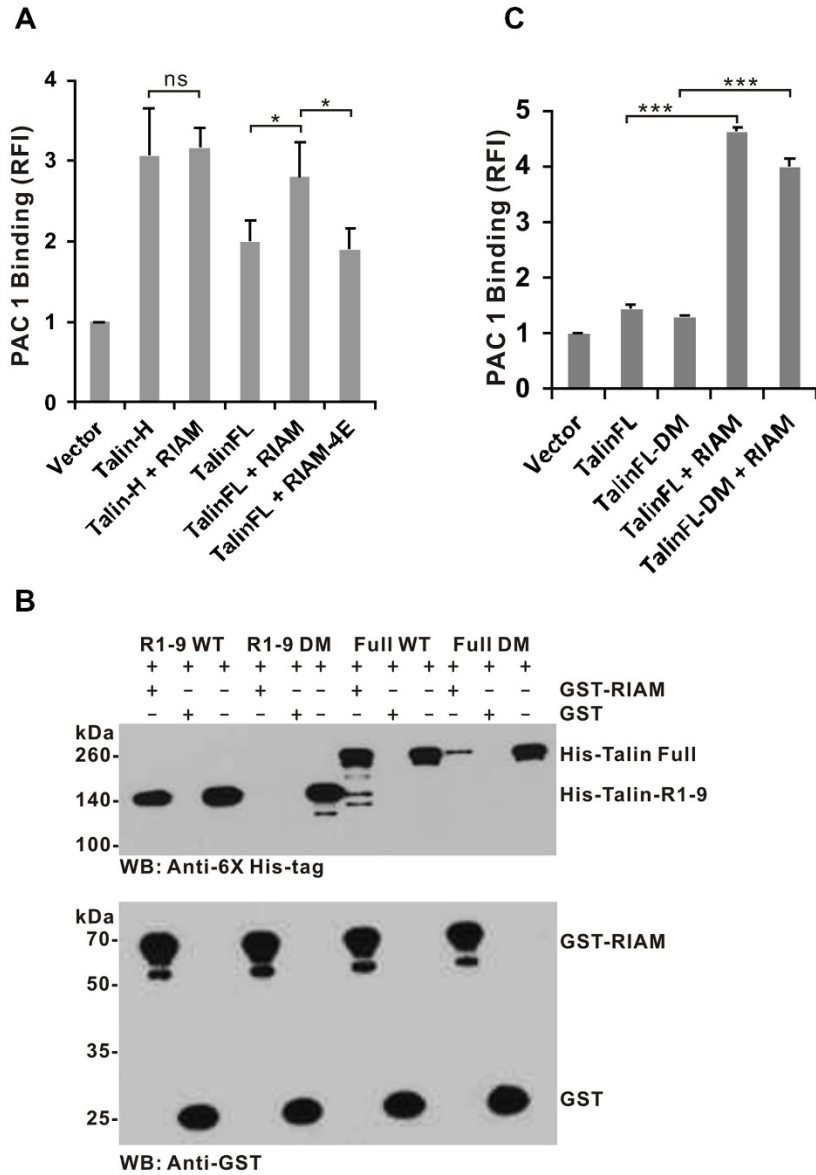 A
PAC 1 Binding (RFI)
4
3
2
1
0
ns
*
*
Vector
Talin-H
Talin-H + RIAM
TalinFL
TalinFL + RIAM
TalinFL + RIAM-4E
C
PAC 1 Binding (RFI)
5
4
3
2
1
0
***
***
Vector
TalinFL
TalinFL-DM
TalinFL + RIAM
TalinFL-DM + RIAM
B
R1-9 WT R1-9 DM Full WT Full DM
+ + + + + + + + + + + +
+ - - + - - + - - + - - GST-RIAM
- + - - + - - + - - + - GST
kDa
260- His-Talin Full
140- His-Talin-R1-9
100-
WB: Anti-6X His-tag
kDa
70- GST-RIAM
50-
35-
25- GST
WB: Anti-GST